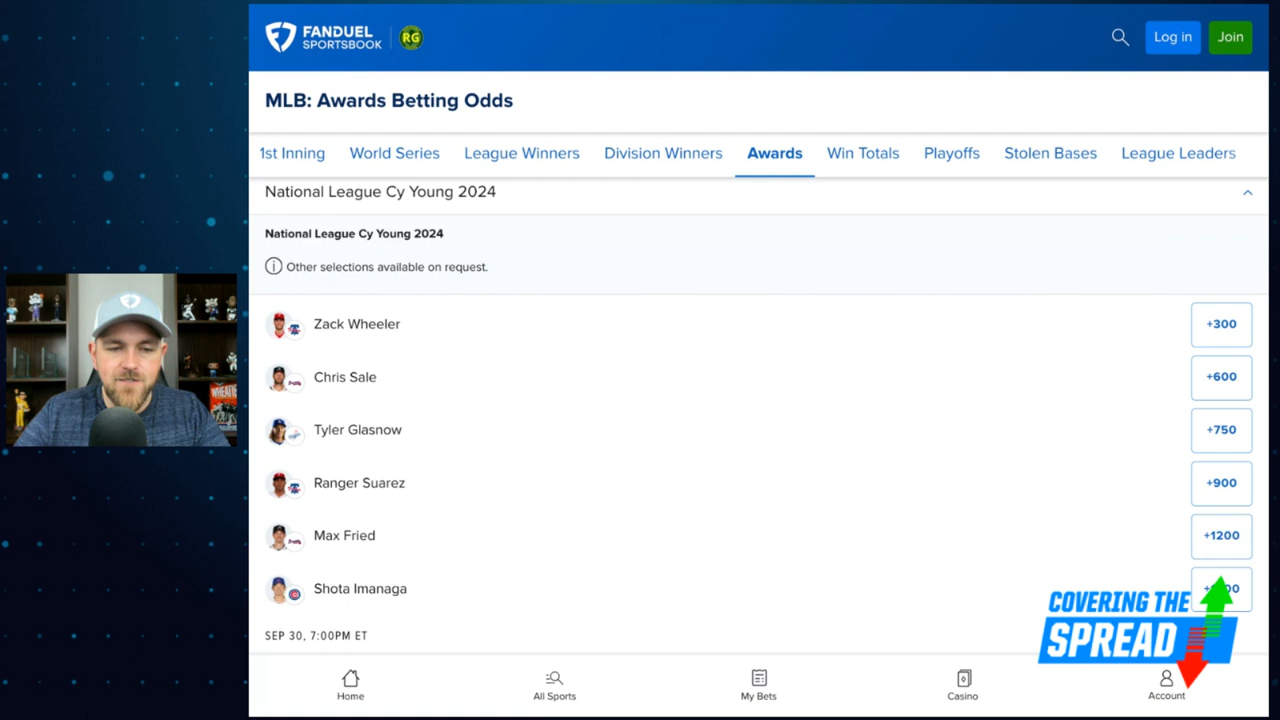 FANDUEL
SPORTSBOOK
RG
Log in
Join
MLB: Awards Betting Odds
1st Inning World Series League Winners Division Winners Awards Win Totals Playoffs Stolen Bases League Leaders
National League Cy Young 2024
National League Cy Young 2024
Other selections available on request.
Zack Wheeler +300
Chris Sale +600
Tyler Glasnow +750
Ranger Suarez +900
Max Fried +1200
Shota Imanaga
SEP 30, 7:00PM ET
COVERING THE
SPREAD
Home All Sports My Bets Casino Account
WHEATIES